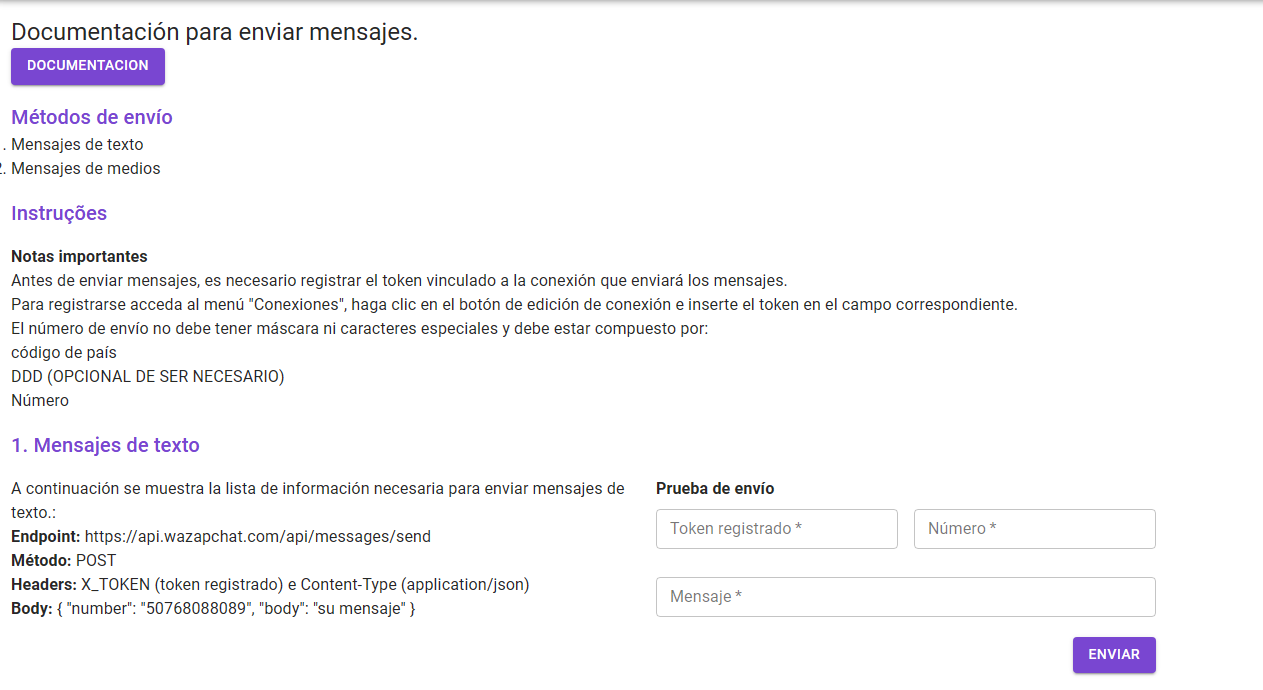 Documentación para enviar mensajes.
DOCUMENTACION
Métodos de envío
. Mensajes de texto
2. Mensajes de medios
Instruções
Notas importantes
Antes de enviar mensajes, es necesario registrar el token vinculado a la conexión que enviará los mensajes.
Para registrarse acceda al menú "Conexiones", haga clic en el botón de edición de conexión e inserte el token en el campo correspondiente.
El número de envío no debe tener máscara ni caracteres especiales y debe estar compuesto por:
código de país
DDD (OPCIONAL DE SER NECESARIO)
Número
1. Mensajes de texto
A continuación se muestra la lista de información necesaria para enviar mensajes de
texto.:
Endpoint: https://api.wazapchat.com/api/messages/send
Método: POST
Headers: X_TOKEN (token registrado) e Content-Type (application/json)
Body: { "number": "50768088089", "body": "su mensaje" }
Prueba de envío
Token registrado *
Número *
Mensaje *
ENVIAR